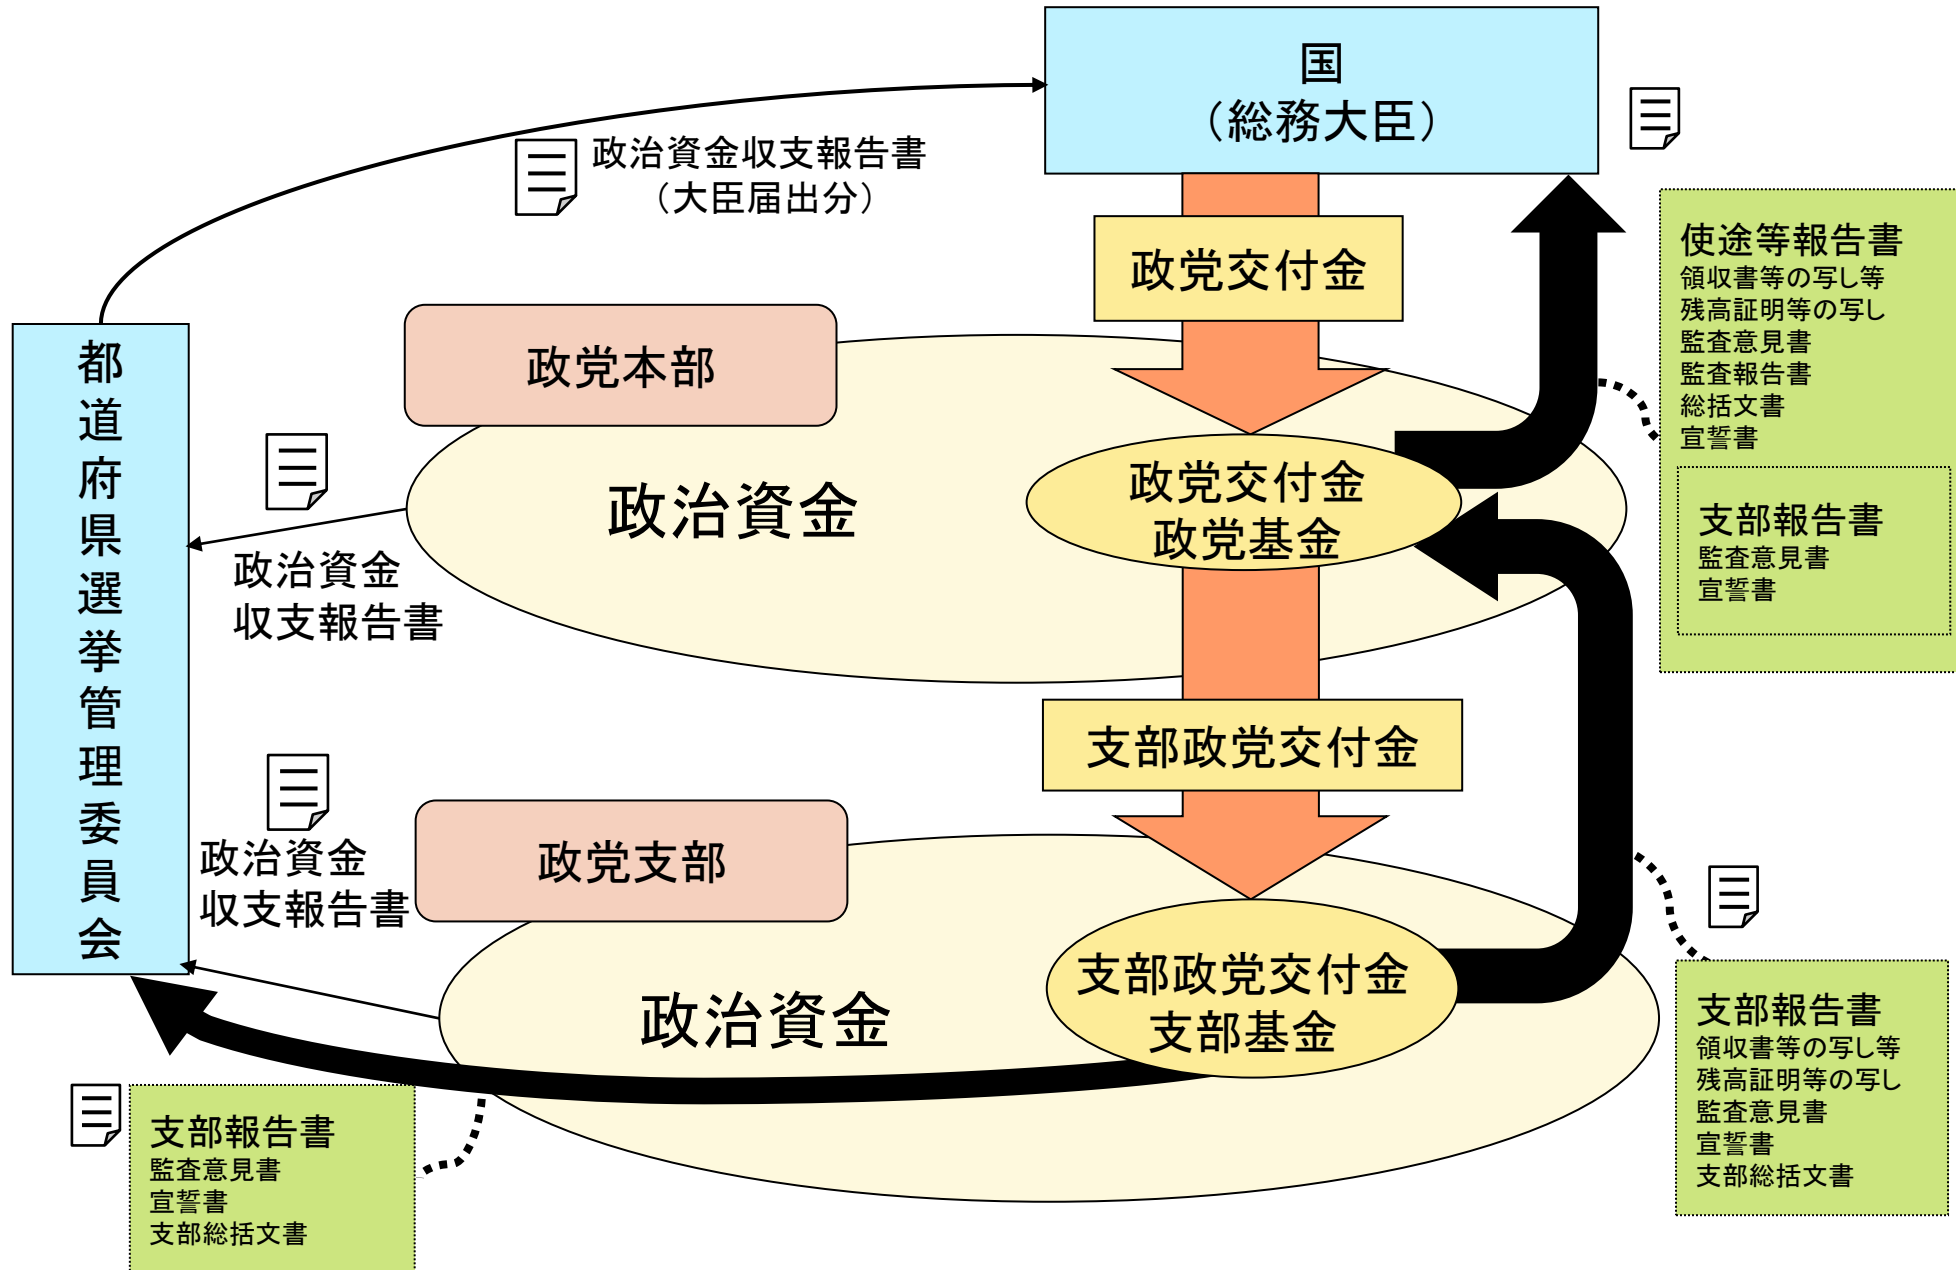 国
（総務大臣）
政治資金収支報告書
（大臣届出分）
政党交付金
使途等報告書
領収書等の写し等
残高証明等の写し
監査意見書
監査報告書
総括文書
宣誓書
支部報告書
監査意見書
宣誓書
都道府県選挙管理委員会
政党本部
政治資金
政党交付金
政党基金
政治資金
収支報告書
支部政党交付金
政治資金
収支報告書
政党支部
政治資金
支部政党交付金
支部基金
支部報告書
領収書等の写し等
残高証明等の写し
監査意見書
宣誓書
支部総括文書
支部報告書
監査意見書
宣誓書
支部総括文書